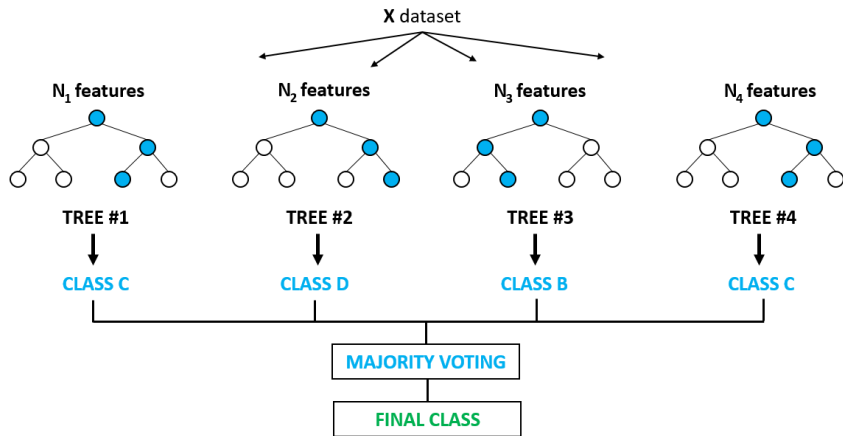 X dataset
N₁ features N₂ features N₃ features N₄ features
TREE #1 TREE #2 TREE #3 TREE #4
CLASS C CLASS D CLASS B CLASS C
MAJORITY VOTING
FINAL CLASS